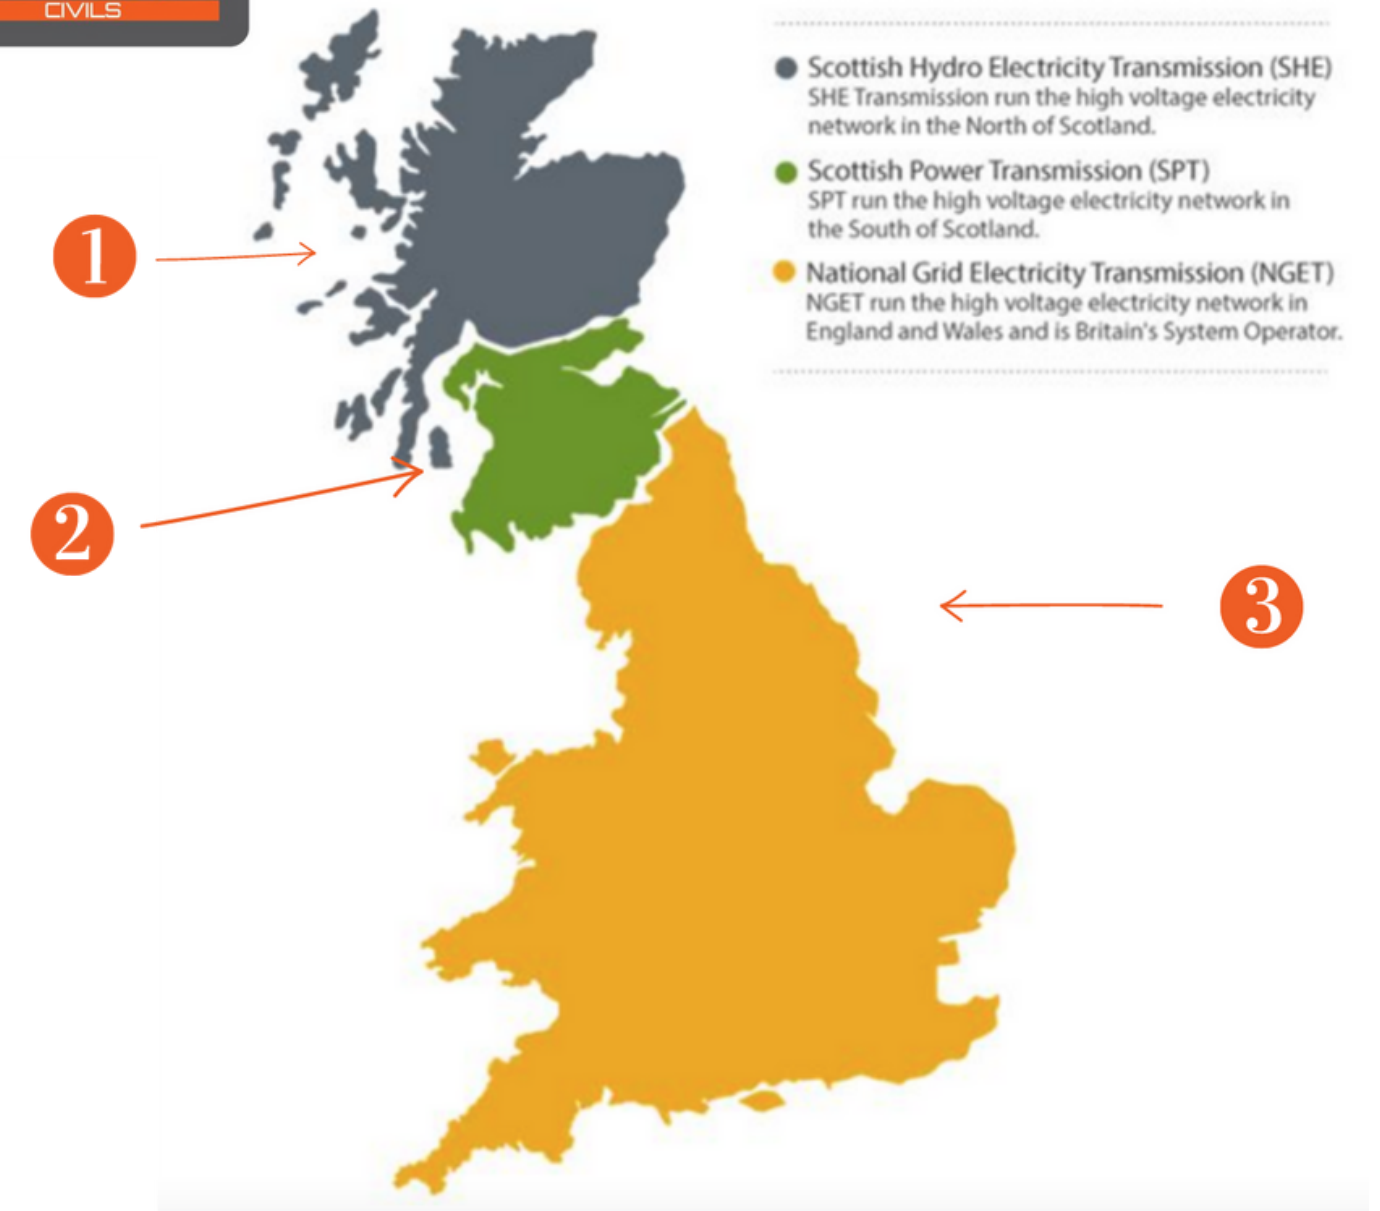 CIVILS
Scottish Hydro Electricity Transmission (SHE)
SHE Transmission run the high voltage electricity
network in the North of Scotland.
Scottish Power Transmission (SPT)
SPT run the high voltage electricity network in
the South of Scotland.
National Grid Electricity Transmission (NGET)
NGET run the high voltage electricity network in
England and Wales and is Britain's System Operator.
1
2
3